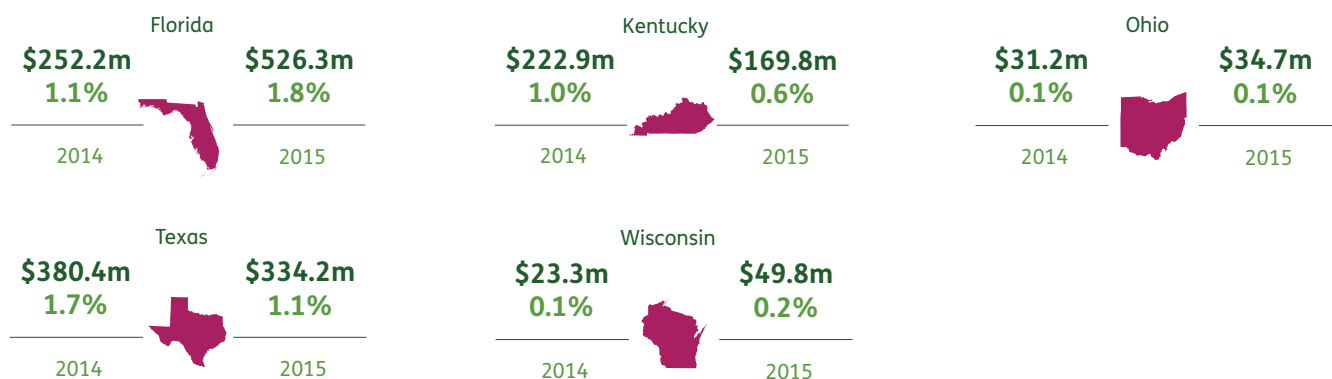 Florida
$252.2m
1.1%
2014
$526.3m
1.8%
2015
Kentucky
$222.9m
1.0%
2014
$169.8m
0.6%
2015
Ohio
$31.2m
0.1%
2014
$34.7m
0.1%
2015
Texas
$380.4m
1.7%
2014
$334.2m
1.1%
2015
Wisconsin
$23.3m
0.1%
2014
$49.8m
0.2%
2015